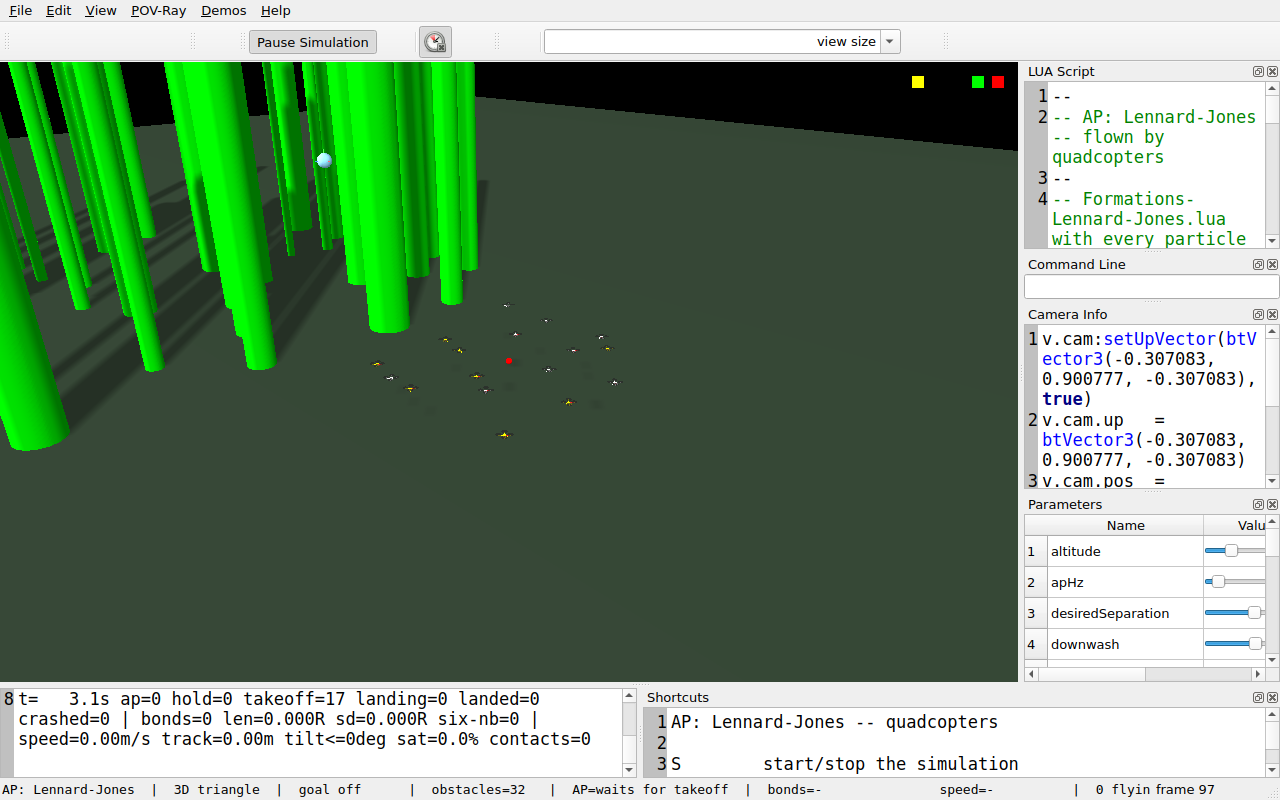 File Edit View POV-Ray Demos Help
Pause Simulation
view size
LUA Script
1 --
2 -- AP: Lennard-Jones
-- flown by
quadcopters
3 --
4 -- Formations-
Lennard-Jones.lua
with every particle
Command Line
Camera Info
1 v.cam:setUpVector(btV
ector3(-0.307083,
0.900777, -0.307083),
true)
2 v.cam.up   =
btVector3(-0.307083,
0.900777, -0.307083)
3 v.cam.pos  =
Parameters
Name Valu
1 altitude
2 apHz
3 desiredSeparation
4 downwash
8 t=   3.1s ap=0 hold=0 takeoff=17 landing=0 landed=0
crashed=0 | bonds=0 len=0.000R sd=0.000R six-nb=0 |
speed=0.00m/s track=0.00m tilt<=0deg sat=0.0% contacts=0
Shortcuts
1 AP: Lennard-Jones -- quadcopters
2
3 S        start/stop the simulation
AP: Lennard-Jones | 3D triangle | goal off | obstacles=32 | AP=waits for takeoff | bonds=- speed=- | 0 flyin frame 97